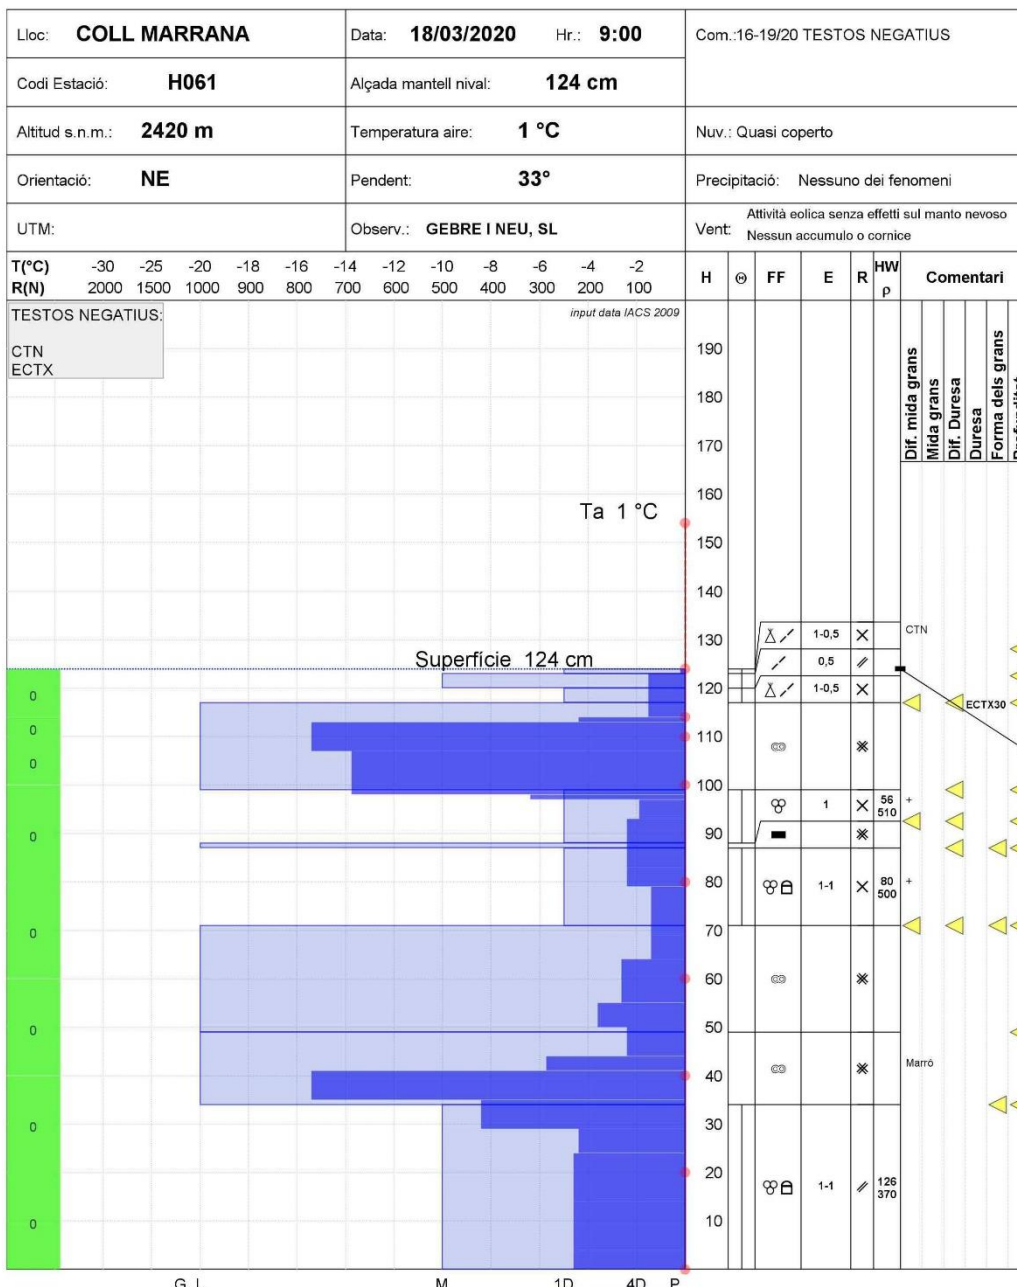 Lloc: COLL MARRANA
Data: 18/03/2020 Hr.: 9:00
Com.:16-19/20 TESTOS NEGATIUS
Codi Estació: H061
Alçada mantell nival: 124 cm
Altitud s.n.m.: 2420 m
Temperatura aire: 1 °C
Nuv.: Quasi coperto
Orientació: NE
Pendent: 33°
Precipitació: Nessuno dei fenomeni
UTM:
Observ.: GEBRE I NEU, SL
Vent: Attività eolica senza effetti sul manto nevoso
Nessun accumulo o cornice
T(°C) -30 -25 -20 -18 -16 -14 -12 -10 -8 -6 -4 -2
R(N) 2000 1500 1000 900 800 700 600 500 400 300 200 100
H FF E R HW ρ Comentari
TESTOS NEGATIUS:
CTN
ECTX
input data IACS 2009
Dif. mida grans
Mida grans
Dif. Duresa
Duresa
Forma dels grans
190
180
170
160
Ta 1 °C
150
140
130
1-0,5
CTN
0,5
Superfície 124 cm
120
1-0,5
ECTX30
0
110
0
0
100
1
56
510
+
90
0
80
1-1
80
500
+
70
0
60
50
0
Marró
40
30
0
20
1-1
126
370
10
0
G I M 1D 4D P